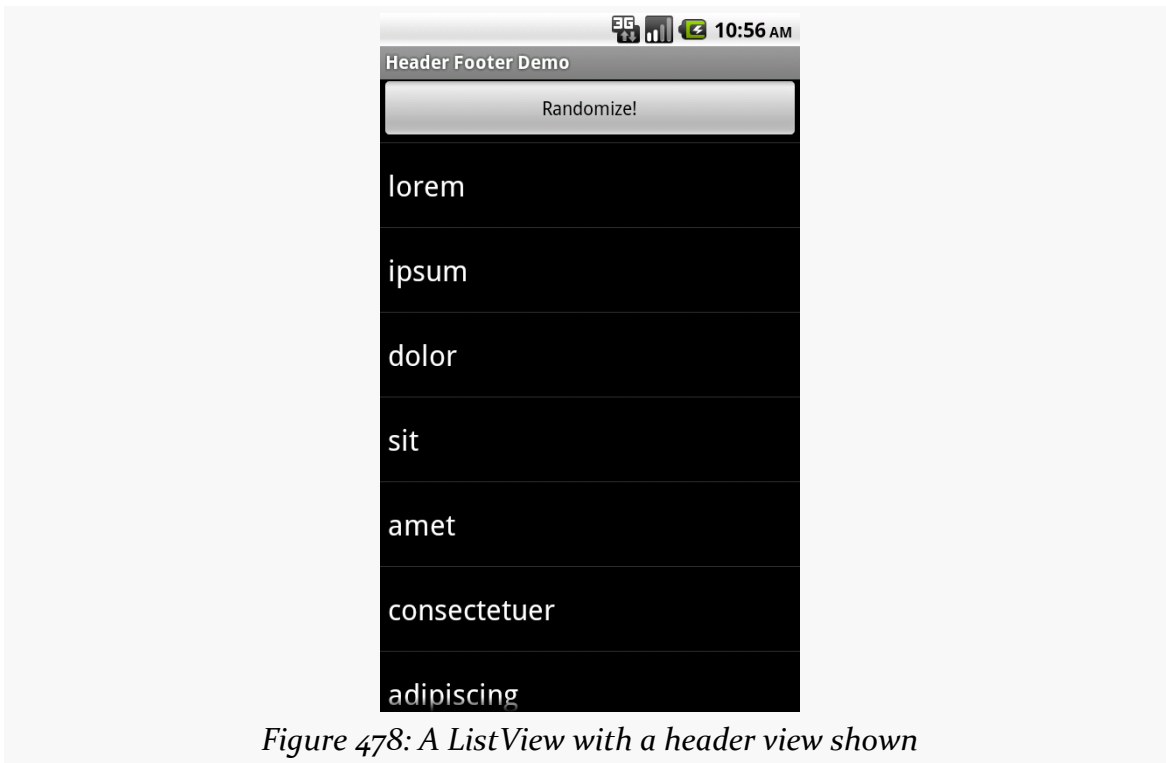 3G 10:56 AM
Header Footer Demo
Randomize!
lorem
ipsum
dolor
sit
amet
consectetuer
adipiscing
Figure 478: A ListView with a header view shown